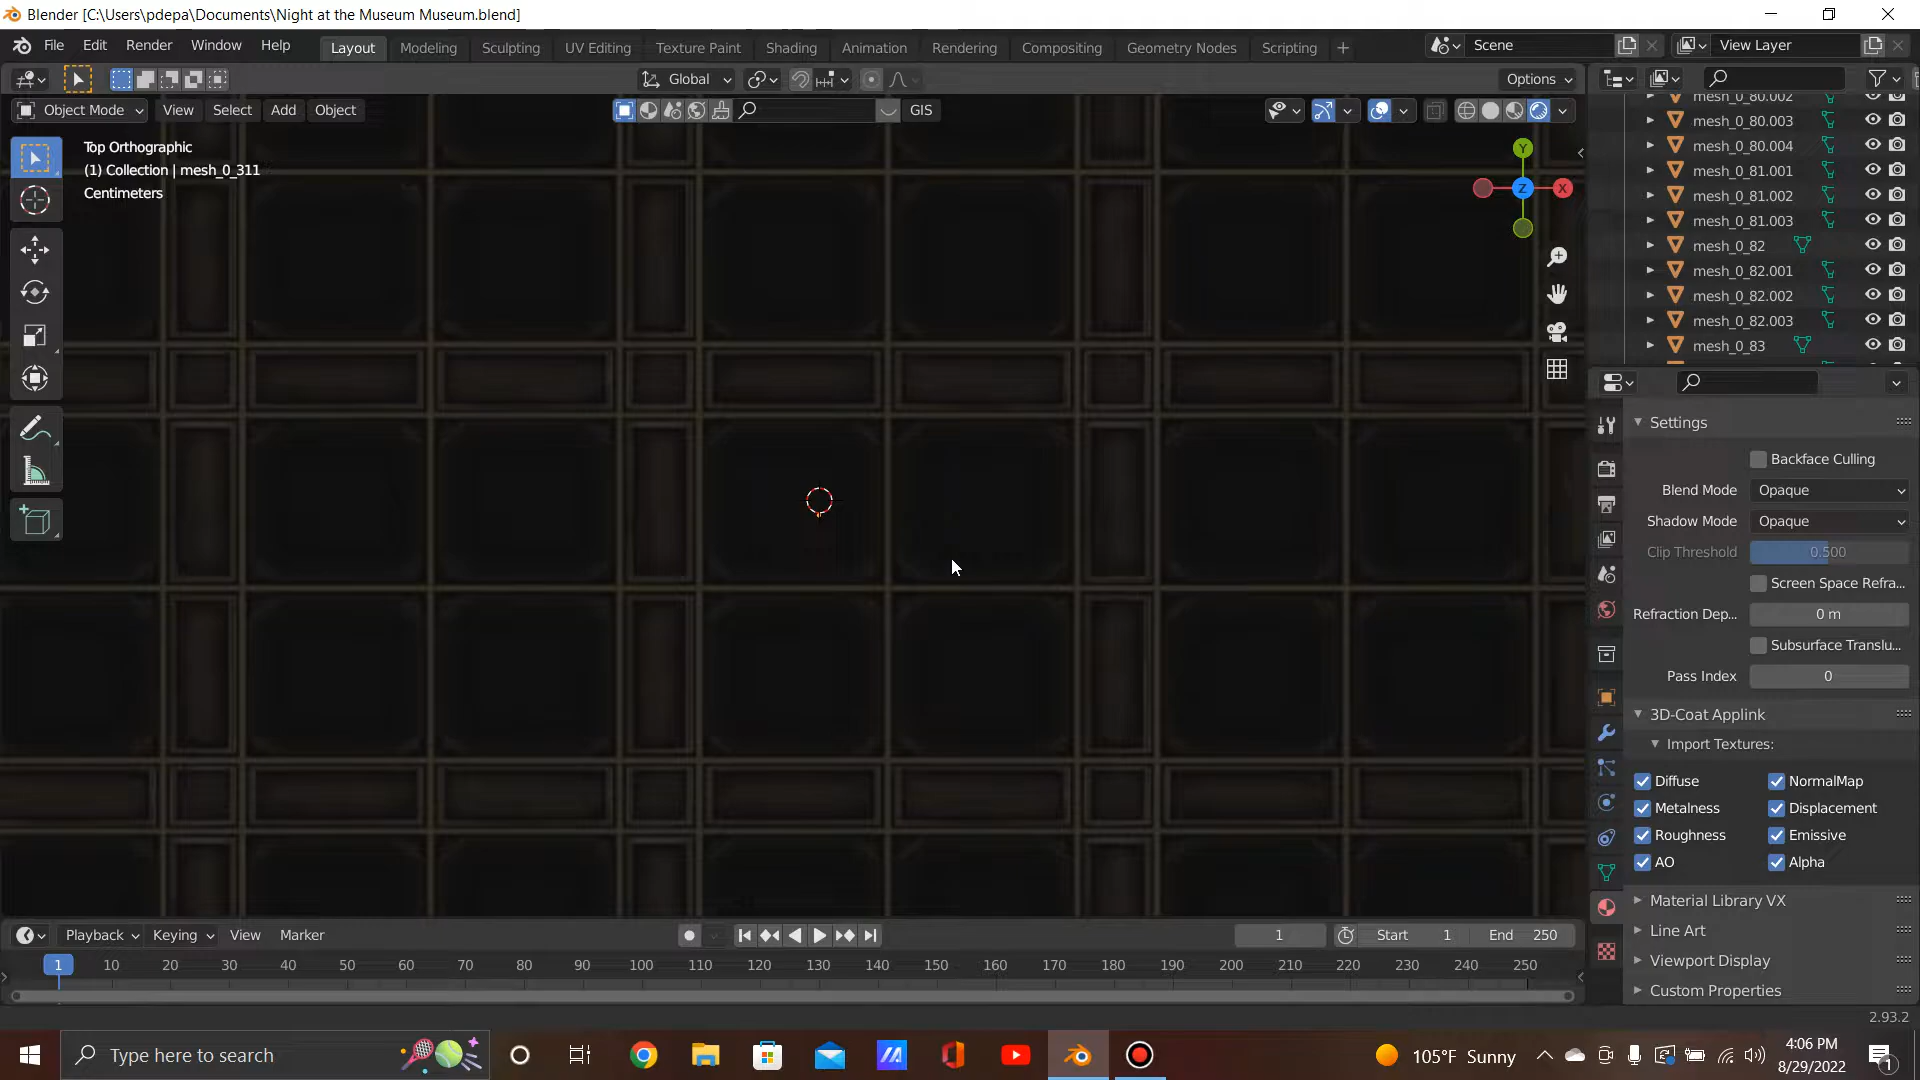 Blender [C:\Users\pdepa\Documents\Night at the Museum Museum.blend]
File Edit Render Window Help Layout Modeling Sculpting UV Editing Texture Paint Shading Animation Rendering Compositing Geometry Nodes Scripting + Scene View Layer
Global Options
Object Mode View Select Add Object GIS
Top Orthographic
(1) Collection | mesh_0_311
Centimeters
Y
X
Z
mesh_0_80.002
mesh_0_80.003
mesh_0_80.004
mesh_0_81.001
mesh_0_81.002
mesh_0_81.003
mesh_0_82
mesh_0_82.001
mesh_0_82.002
mesh_0_82.003
mesh_0_83
Settings
Backface Culling
Blend Mode Opaque
Shadow Mode Opaque
Clip Threshold 0.500
Screen Space Refra...
Refraction Dep... 0 m
Subsurface Translu...
Pass Index 0
3D-Coat Applink
Import Textures:
Diffuse NormalMap
Metalness Displacement
Roughness Emissive
AO Alpha
Material Library VX
Line Art
Viewport Display
Custom Properties
Playback Keying View Marker 1 Start 1 End 250
1 10 20 30 40 50 60 70 80 90 100 110 120 130 140 150 160 170 180 190 200 210 220 230 240 250
2.93.2
Type here to search 105°F Sunny 4:06 PM
8/29/2022
1